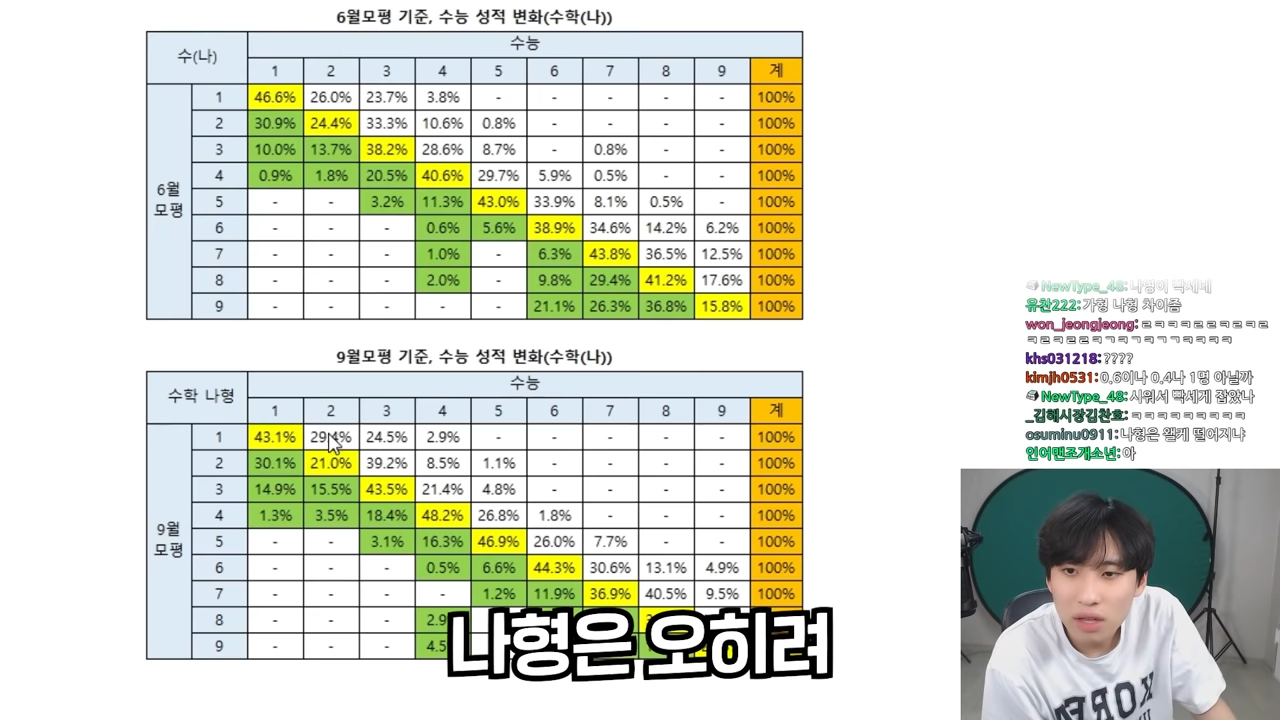 6월모평 기준, 수능 성적 변화(수학(나))
수(나) 수능
1 2 3 4 5 6 7 8 9 계
6월 모평
1 46.6% 26.0% 23.7% 3.8% - - - - - 100%
2 30.9% 24.4% 33.3% 10.6% 0.8% - - - - 100%
3 10.0% 13.7% 38.2% 28.6% 8.7% - 0.8% - - 100%
4 0.9% 1.8% 20.5% 40.6% 29.7% 5.9% 0.5% - - 100%
5 - - 3.2% 11.3% 43.0% 33.9% 8.1% 0.5% - 100%
6 - - - 0.6% 5.6% 38.9% 34.6% 14.2% 6.2% 100%
7 - - - 1.0% - 6.3% 43.8% 36.5% 12.5% 100%
8 - - - 2.0% - 9.8% 29.4% 41.2% 17.6% 100%
9 - - - - - 21.1% 26.3% 36.8% 15.8% 100%
9월모평 기준, 수능 성적 변화(수학(나))
수학 나형 수능
1 2 3 4 5 6 7 8 9 계
9월 모평
1 43.1% 29.4% 24.5% 2.9% - - - - - 100%
2 30.1% 21.0% 39.2% 8.5% 1.1% - - - - 100%
3 14.9% 15.5% 43.5% 21.4% 4.8% - - - - 100%
4 1.3% 3.5% 18.4% 48.2% 26.8% 1.8% - - - 100%
5 - - 3.1% 16.3% 46.9% 26.0% 7.7% - - 100%
6 - - - 0.5% 6.6% 44.3% 30.6% 13.1% 4.9% 100%
7 - - - - 1.2% 11.9% 36.9% 40.5% 9.5% 100%
8 - - -
9 - - -
나형은 오히려
NewType_48: 나형이
유찬222: 가형 나형 차이좀
won_jeongjeong:
khs031218: ????
kimjh0531: 0.6이나 0.4나 1명 아닐까
NewType_48: 시워서 빡세게 잡았나
_김해시장김찬호: ㅋㅋㅋㅋㅋㅋㅋㅋㅋ
osuminu0911: 나형은 왤케 떨어지냐
인어맨조개소년: 아